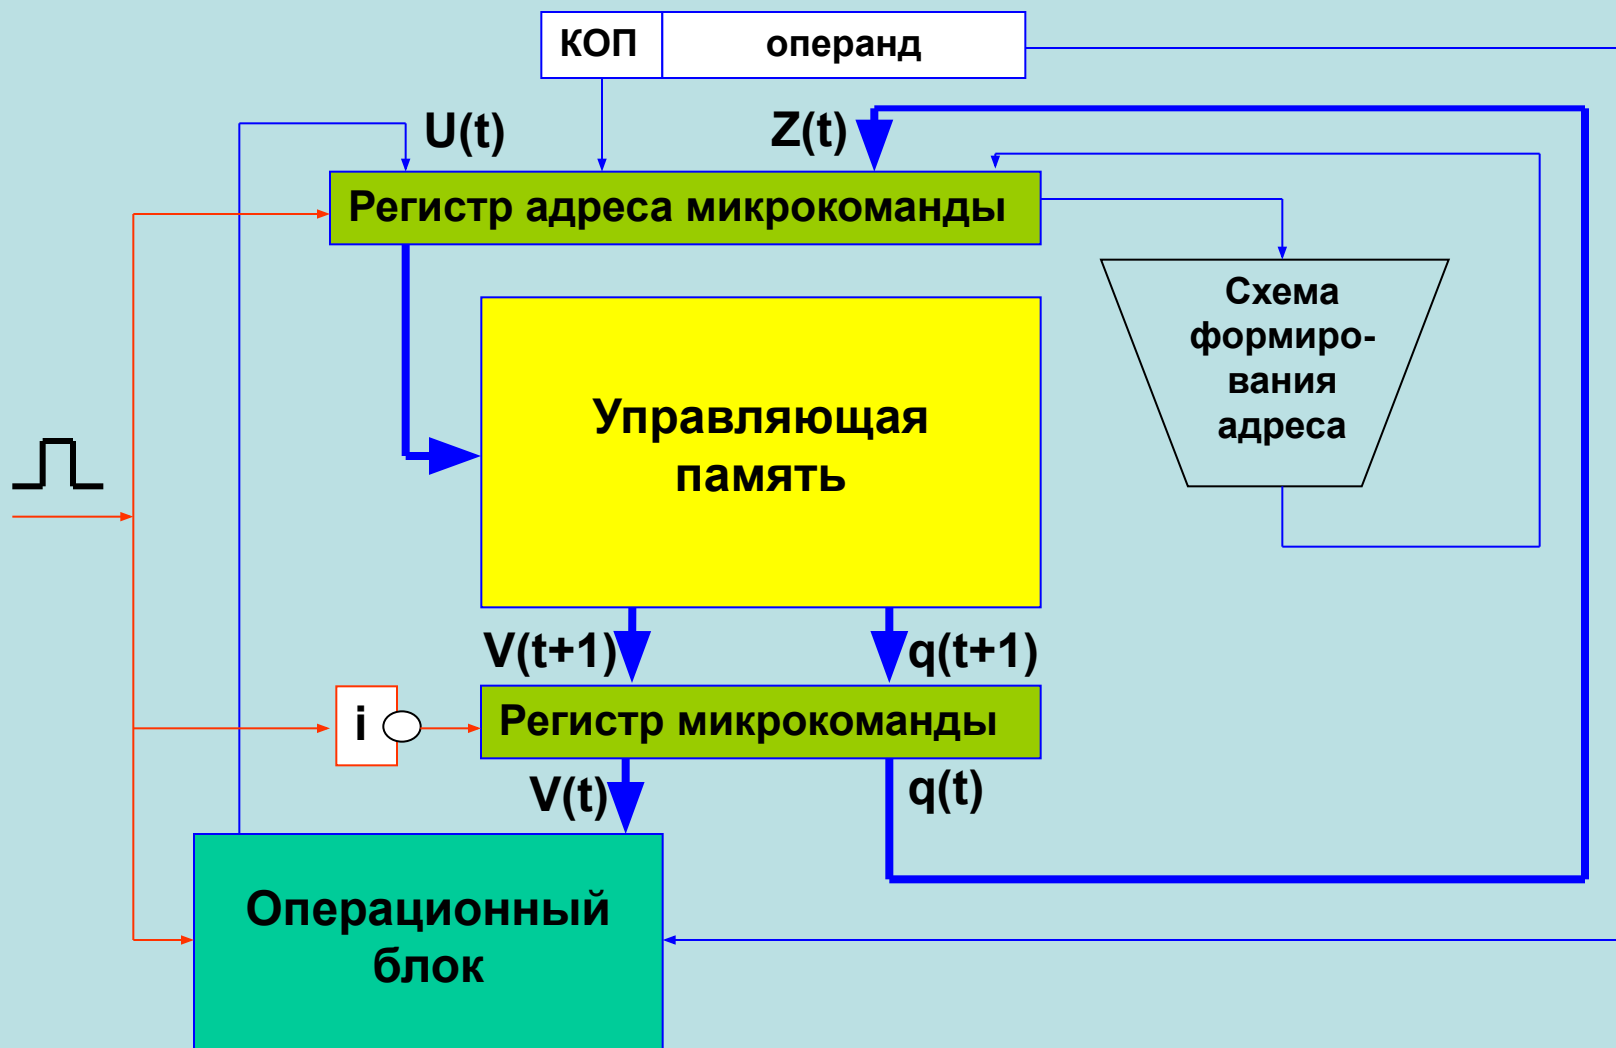 КОП операнд
U(t) Z(t)
Регистр адреса микрокоманды
Схема
формиро-
вания
адреса
Управляющая
память
V(t+1) q(t+1)
i
Регистр микрокоманды
V(t) q(t)
Операционный
блок